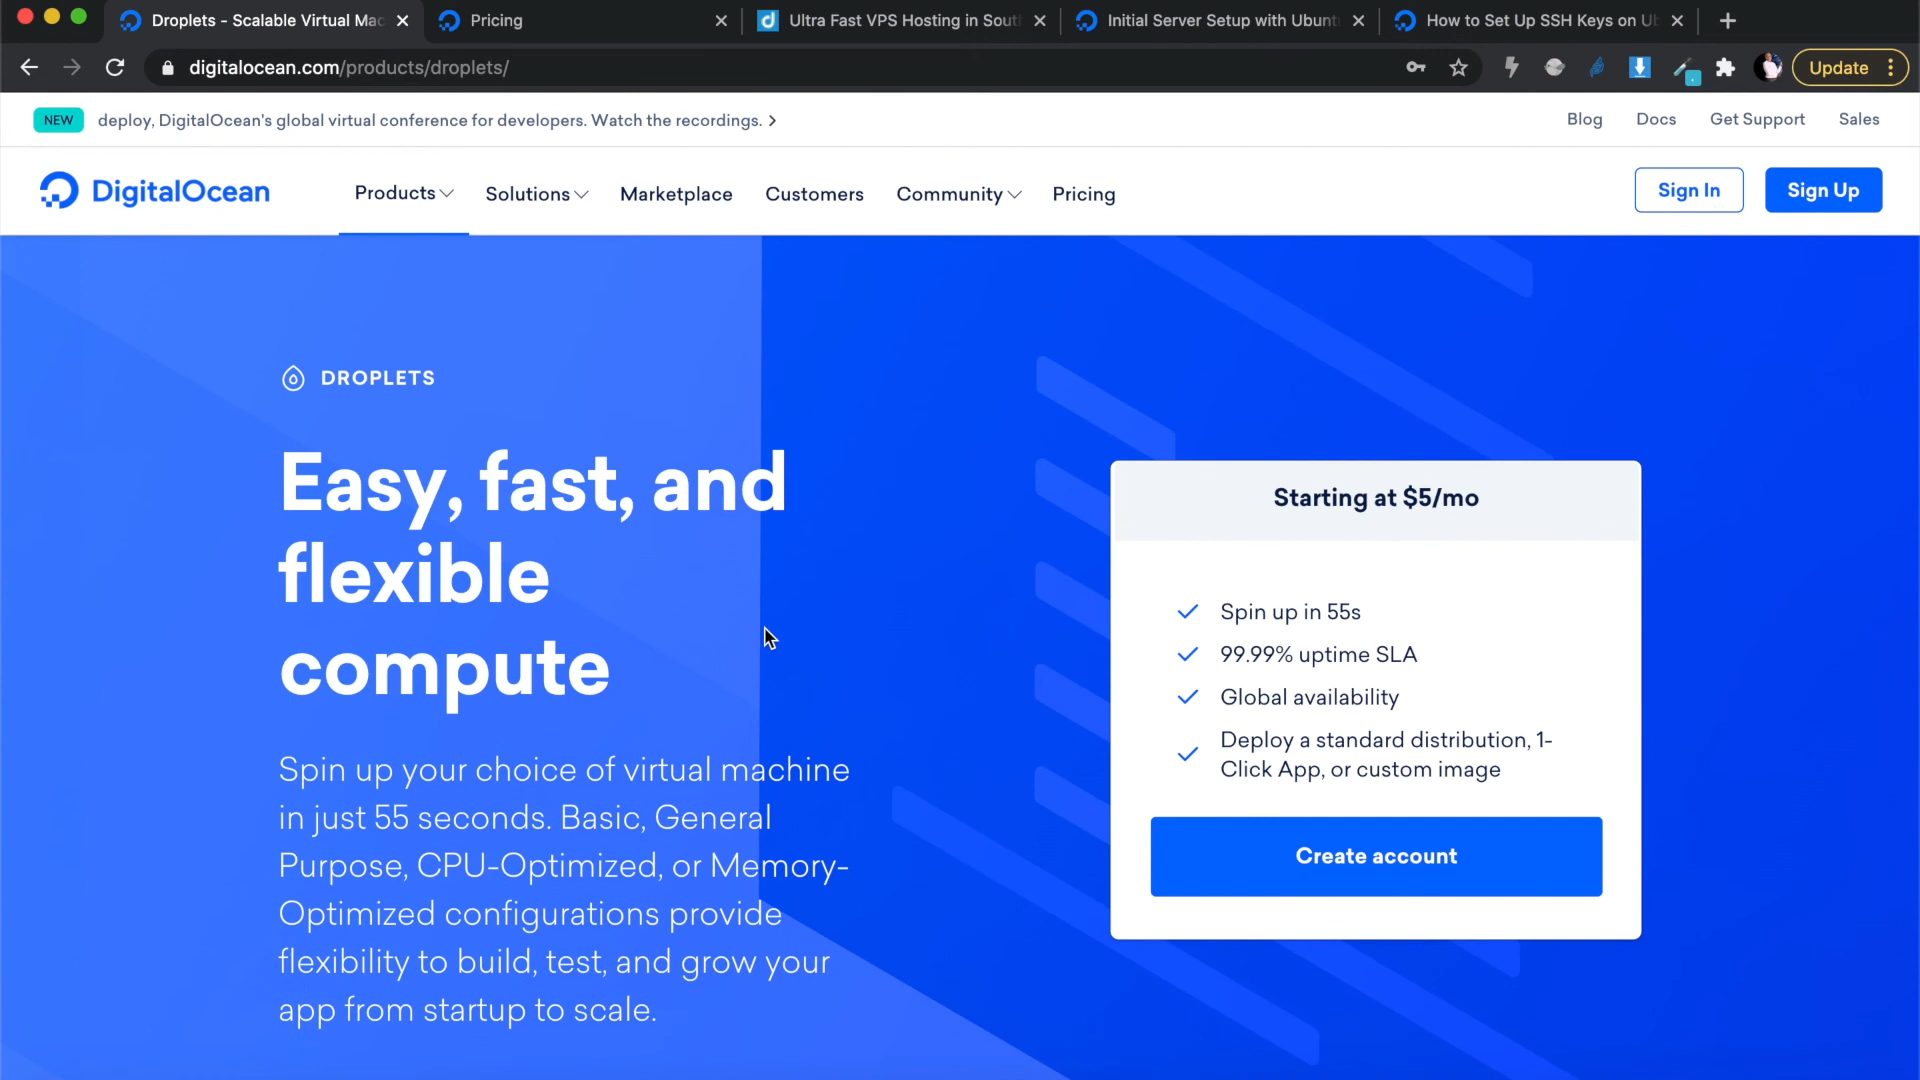 Droplets - Scalable Virtual Mac
Pricing
Ultra Fast VPS Hosting in Sout
Initial Server Setup with Ubunt
How to Set Up SSH Keys on U
digitalocean.com/products/droplets/
Update
NEW
deploy, DigitalOcean's global virtual conference for developers. Watch the recordings.
Blog
Docs
Get Support
Sales
DigitalOcean
Products
Solutions
Marketplace
Customers
Community
Pricing
Sign In
Sign Up
DROPLETS
Easy, fast, and
flexible
compute
Spin up your choice of virtual machine
in just 55 seconds. Basic, General
Purpose, CPU-Optimized, or Memory-
Optimized configurations provide
flexibility to build, test, and grow your
app from startup to scale.
Starting at $5/mo
Spin up in 55s
99.99% uptime SLA
Global availability
Deploy a standard distribution, 1-
Click App, or custom image
Create account